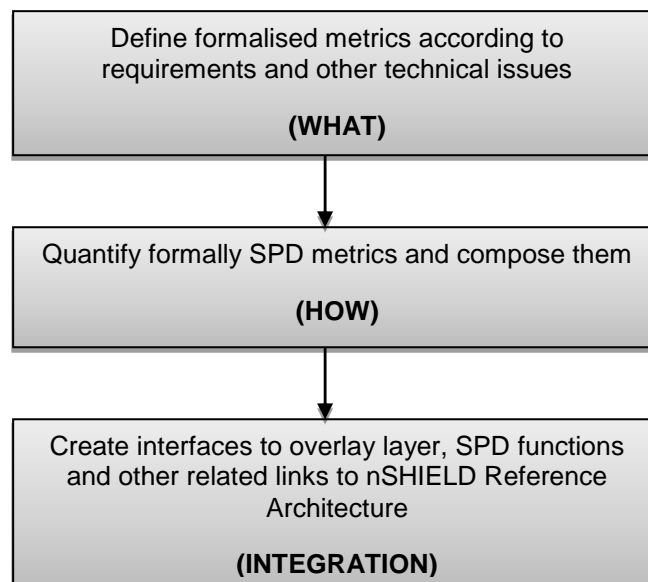 Define formalised metrics according to
requirements and other technical issues
(WHAT)
Quantify formally SPD metrics and compose them
(HOW)
Create interfaces to overlay layer, SPD functions
and other related links to nSHIELD Reference
Architecture
(INTEGRATION)